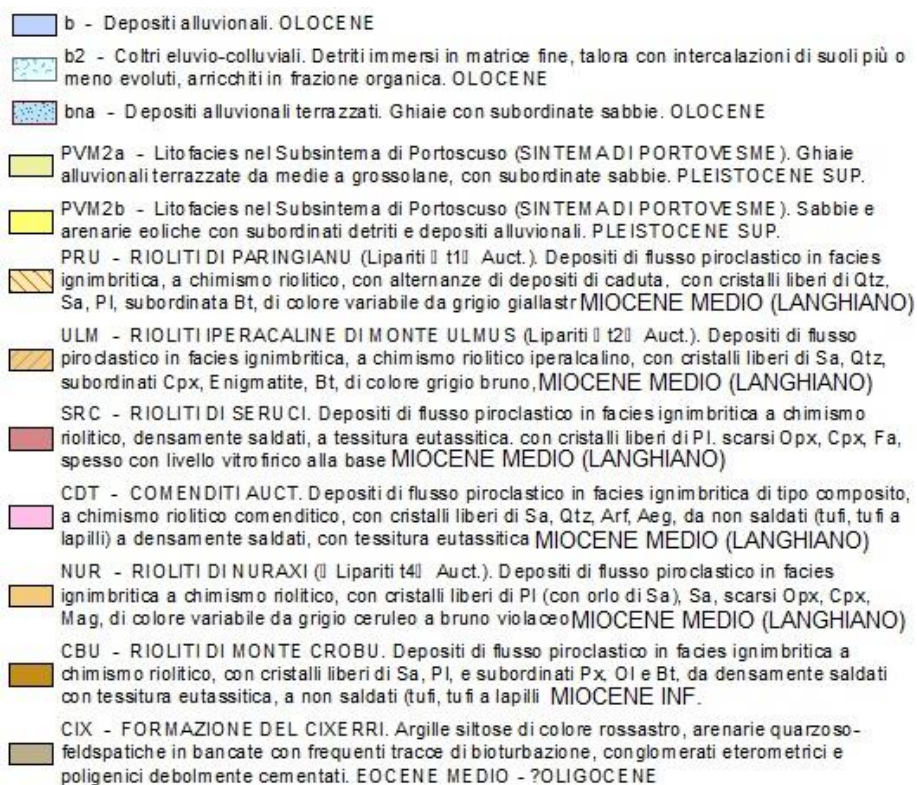 b - Depositi alluvionali. OLOCENE
b2 - Coltri eluvio-colluviali. Detriti immersi in matrice fine, talora con intercalazioni di suoli più o
meno evoluti, arricchiti in frazione organica. OLOCENE
bna - Depositi alluvionali terrazzati. Ghiaie con subordinate sabbie. OLOCENE
PVM2a - Litofacies nel Subsintema di Portoscuso (SINTEMA DI PORTOVESME). Ghiaie
alluvionali terrazzate da medie a grossolane, con subordinate sabbie. PLEISTOCENE SUP.
PVM2b - Litofacies nel Subsintema di Portoscuso (SINTEMA DI PORTOVESME). Sabbie e
arenarie eoliche con subordinati detriti e depositi alluvionali. PLEISTOCENE SUP.
PRU - RIOLITI DI PARINGIANU (Lipariti ▯ t1▯ Auct.). Depositi di flusso piroclastico in facies
ignimbritica, a chimismo riolitico, con alternanze di depositi di caduta, con cristalli liberi di Qtz,
Sa, Pl, subordinata Bt, di colore variabile da grigio giallastr MIOCENE MEDIO (LANGHIANO)
ULM - RIOLITI IPERACALINE DI MONTE ULMUS (Lipariti ▯ t2▯ Auct.). Depositi di flusso
piroclastico in facies ignimbritica, a chimismo riolitico iperalcalino, con cristalli liberi di Sa, Qtz,
subordinati Cpx, Enigmatite, Bt, di colore grigio bruno, MIOCENE MEDIO (LANGHIANO)
SRC - RIOLITI DI SERUCI. Depositi di flusso piroclastico in facies ignimbritica a chimismo
riolitico, densamente saldati, a tessitura eutassitica. con cristalli liberi di Pl. scarsi Opx, Cpx, Fa,
spesso con livello vitrofirico alla base MIOCENE MEDIO (LANGHIANO)
CDT - COMENDITI AUCT. Depositi di flusso piroclastico in facies ignimbritica di tipo composito,
a chimismo riolitico comenditico, con cristalli liberi di Sa, Qtz, Arf, Aeg, da non saldati (tufi, tufi a
lapilli) a densamente saldati, con tessitura eutassitica MIOCENE MEDIO (LANGHIANO)
NUR - RIOLITI DI NURAXI (▯ Lipariti t4▯ Auct.). Depositi di flusso piroclastico in facies
ignimbritica a chimismo riolitico, con cristalli liberi di Pl (con orlo di Sa), Sa, scarsi Opx, Cpx,
Mag, di colore variabile da grigio ceruleo a bruno violaceo MIOCENE MEDIO (LANGHIANO)
CBU - RIOLITI DI MONTE CROBU. Depositi di flusso piroclastico in facies ignimbritica a
chimismo riolitico, con cristalli liberi di Sa, Pl, e subordinati Px, Ol e Bt, da densamente saldati
con tessitura eutassitica, a non saldati (tufi, tufi a lapilli MIOCENE INF.
CIX - FORMAZIONE DEL CIXERRI. Argille siltose di colore rossastro, arenarie quarzoso-
feldspatiche in bancate con frequenti tracce di bioturbazione, conglomerati eterometrici e
poligenici debolmente cementati. EOCENE MEDIO - ?OLIGOCENE